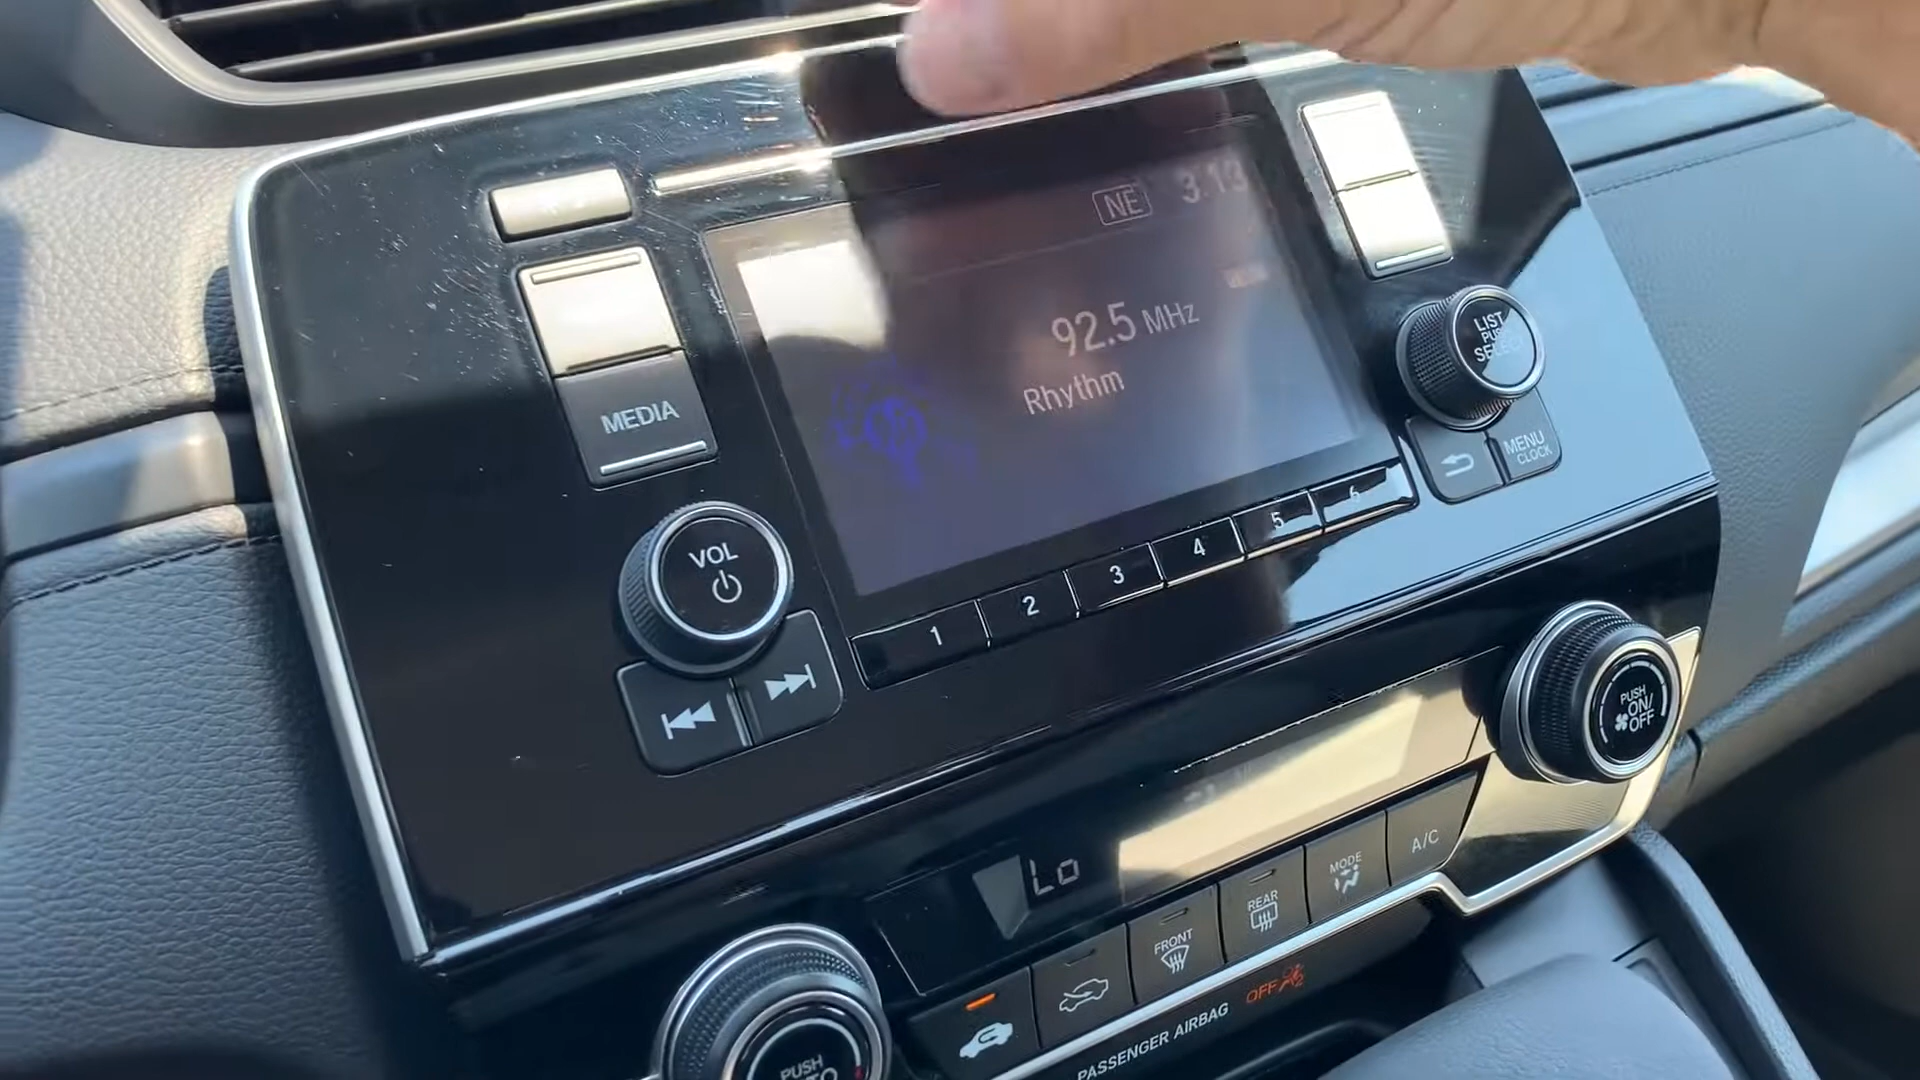 NE 3:13
92.5 MHz
Rhythm
MEDIA
VOL
LIST
PUSH
SELECT
MENU
CLOCK
1 2 3 4 5 6
PUSH
ON/
OFF
Lo
A/C
MODE
REAR
FRONT
PUSH
PASSENGER AIRBAG OFF